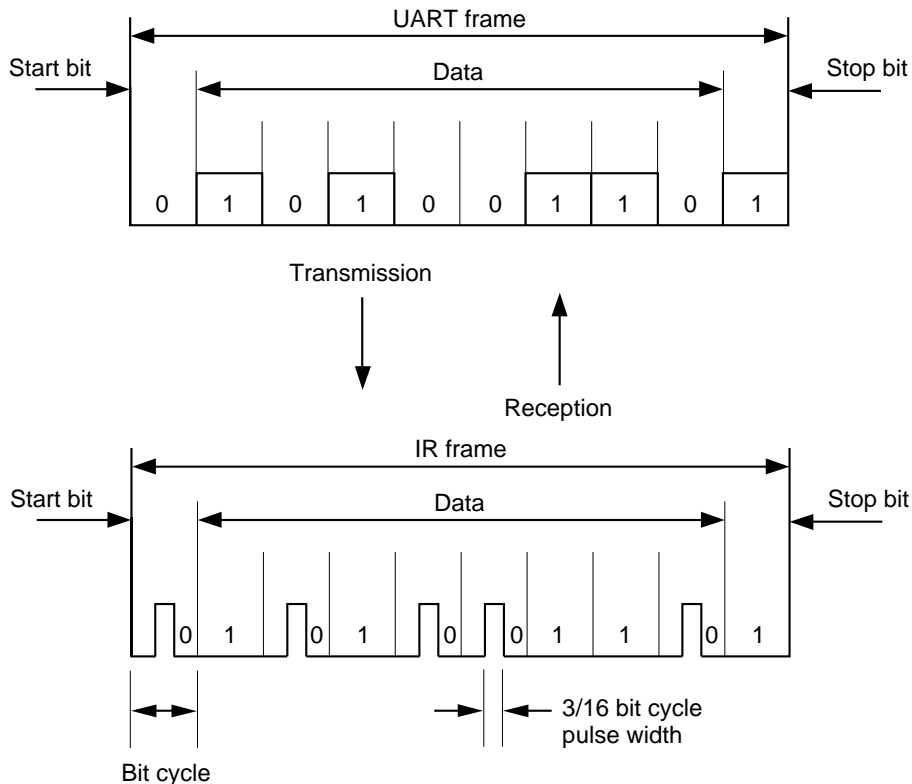 UART frame
Start bit
Data
Stop bit
0 1 0 1 0 0 1 1 0 1
Transmission
Reception
IR frame
Start bit
Data
Stop bit
0 1 0 1 0 0 1 1 0 1
3/16 bit cycle
pulse width
Bit cycle